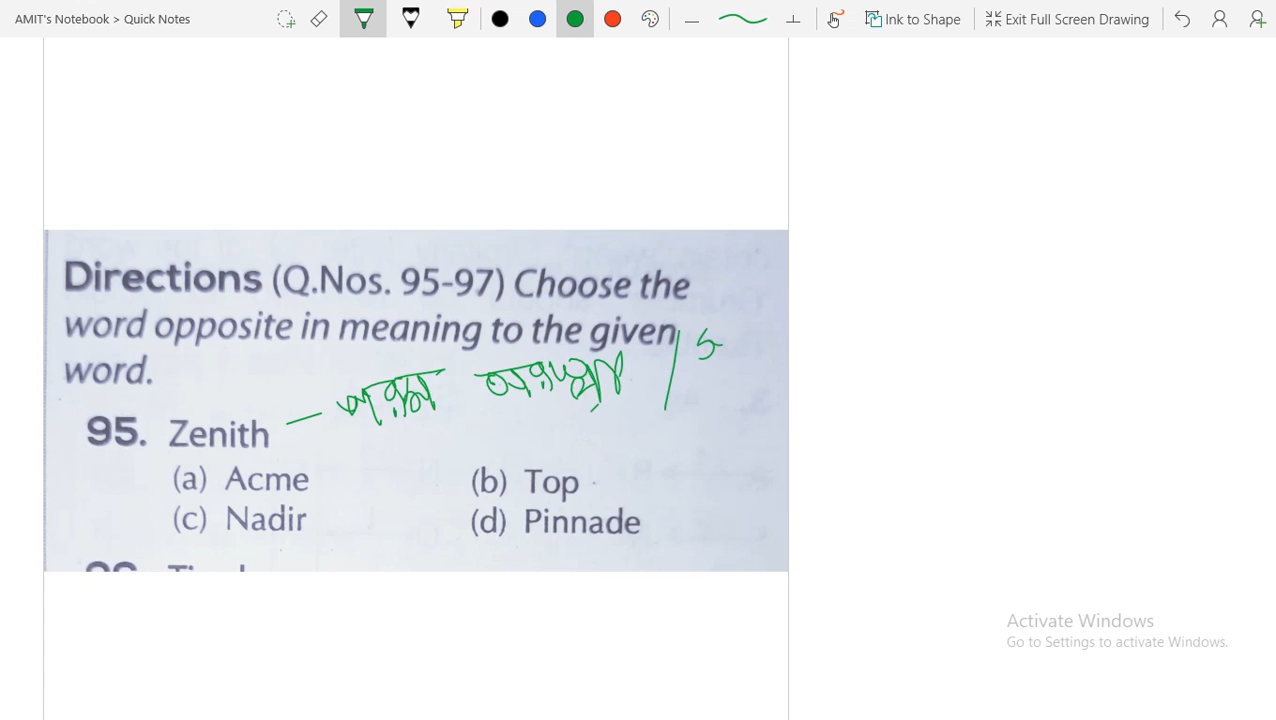 AMIT's Notebook > Quick Notes
Ink to Shape
Exit Full Screen Drawing
Directions (Q.Nos. 95-97) Choose the
word opposite in meaning to the given
word.
95. Zenith
(a) Acme
(b) Top
(c) Nadir
(d) Pinnade
Activate Windows
Go to Settings to activate Windows.